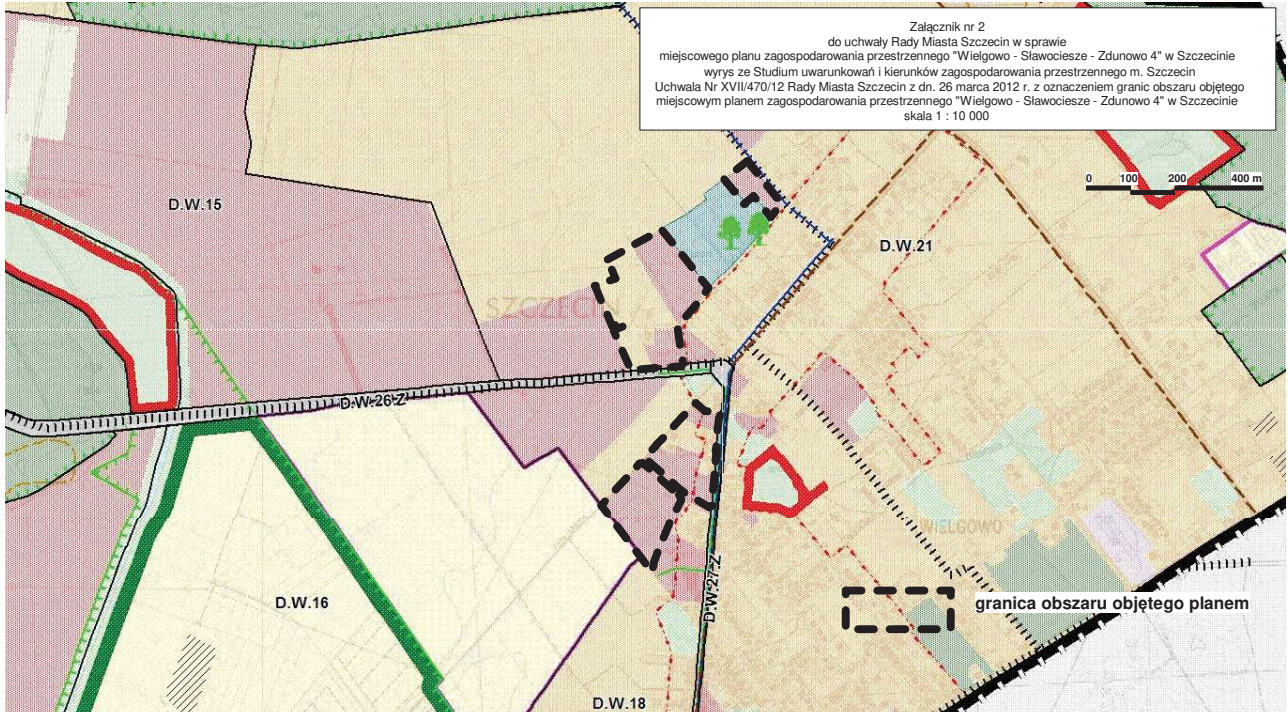 Załącznik nr 2
do uchwały Rady Miasta Szczecin w sprawie
miejscowego planu zagospodarowania przestrzennego "Wielgowo - Sławociesze - Zdunowo 4" w Szczecinie
wyrys ze Studium uwarunkowań i kierunków zagospodarowania przestrzennego m. Szczecin
Uchwala Nr XVII/470/12 Rady Miasta Szczecin z dn. 26 marca 2012 r. z oznaczeniem granic obszaru objętego
miejscowym planem zagospodarowania przestrzennego "Wielgowo - Sławociesze - Zdunowo 4" w Szczecinie
skala 1 : 10 000
0 100 200 400 m
D.W.15
D.W.21
SZCZECIN
D.W.26 Z
WIELGOWO
D.W.27 Z
D.W.16
granica obszaru objętego planem
D.W.18